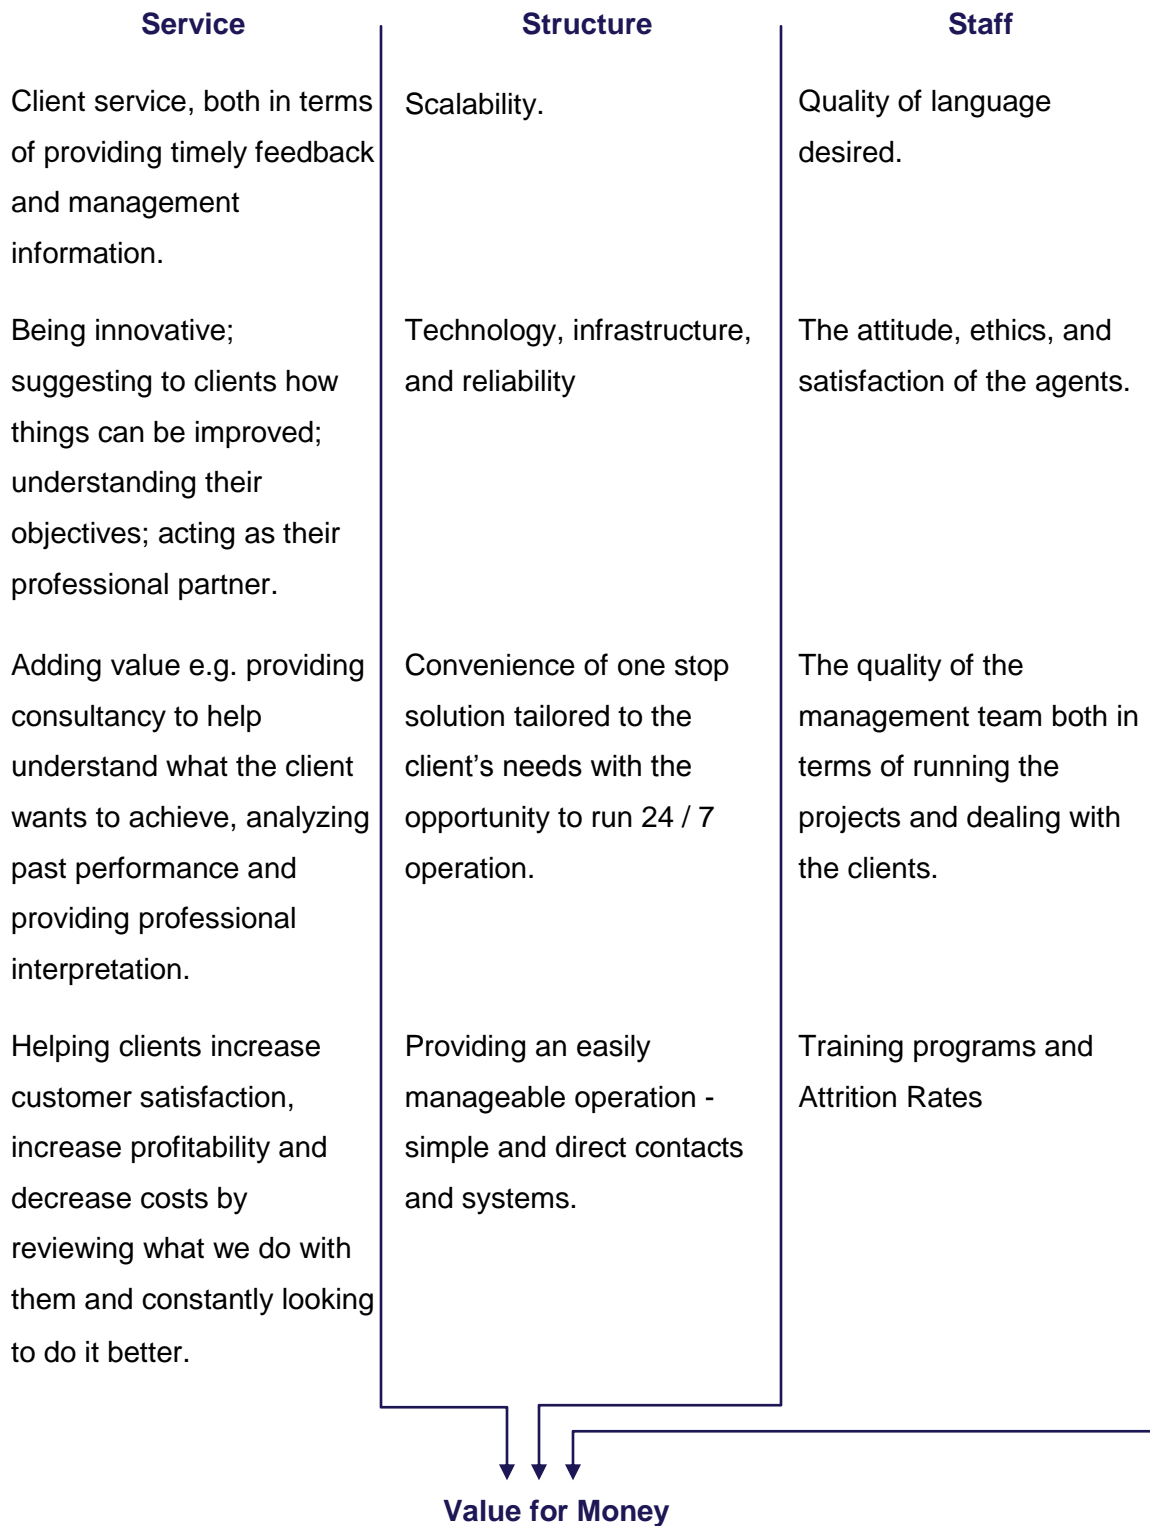 Service
Client service, both in terms
of providing timely feedback
and management
information.
Being innovative;
suggesting to clients how
things can be improved;
understanding their
objectives; acting as their
professional partner.
Adding value e.g. providing
consultancy to help
understand what the client
wants to achieve, analyzing
past performance and
providing professional
interpretation.
Helping clients increase
customer satisfaction,
increase profitability and
decrease costs by
reviewing what we do with
them and constantly looking
to do it better.
Structure
Scalability.
Technology, infrastructure,
and reliability
Convenience of one stop
solution tailored to the
client’s needs with the
opportunity to run 24 / 7
operation.
Providing an easily
manageable operation -
simple and direct contacts
and systems.
Staff
Quality of language
desired.
The attitude, ethics, and
satisfaction of the agents.
The quality of the
management team both in
terms of running the
projects and dealing with
the clients.
Training programs and
Attrition Rates
Value for Money